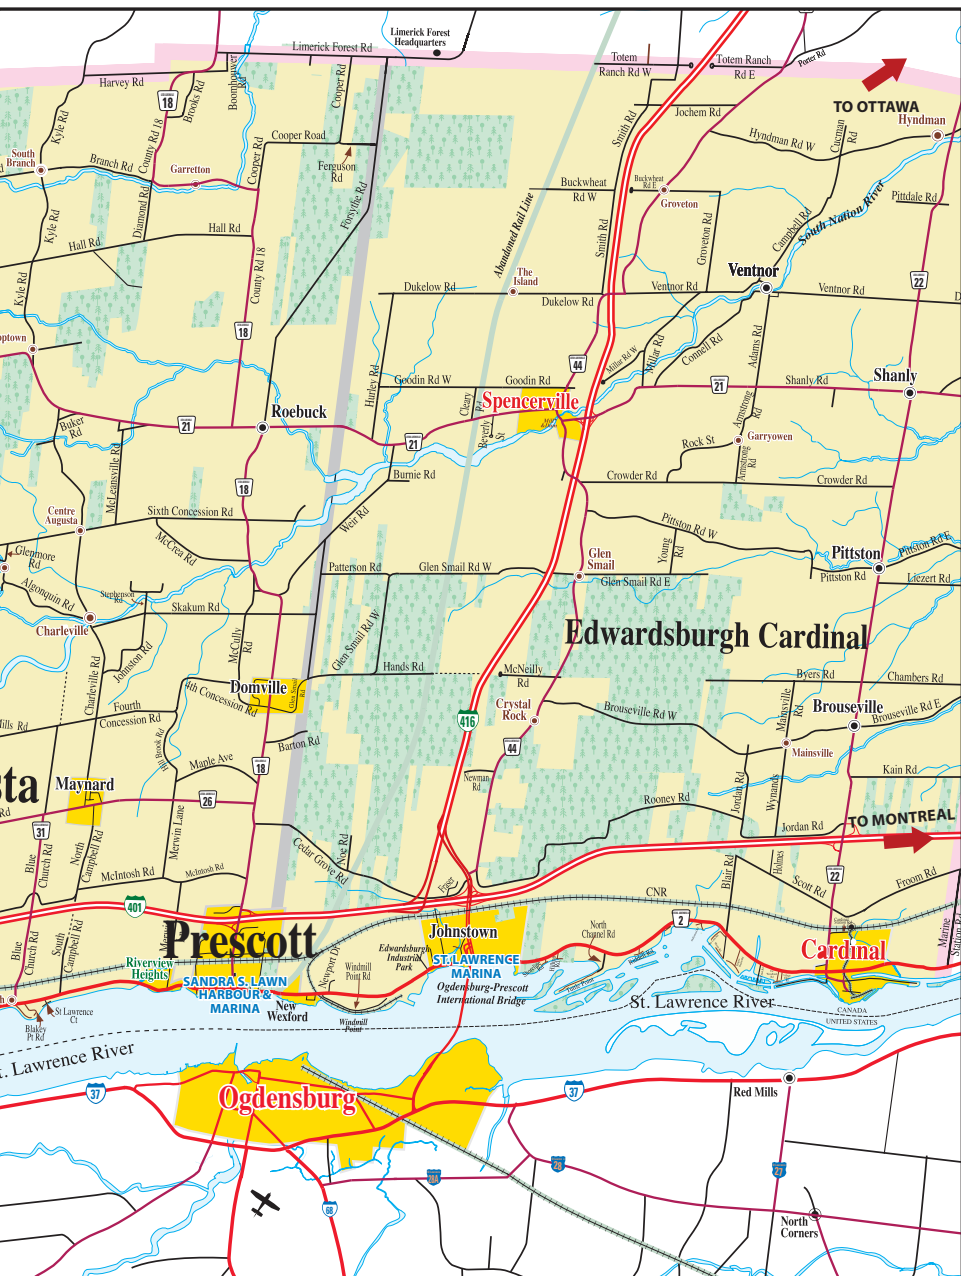 Limerick Forest
Headquarters
Limerick Forest Rd
Totem
Ranch Rd W
Totem Ranch
Rd E
Porter Rd
Harvey Rd
Boomhouwer
Rd
Cooper Rd
18
Brooks Rd
TO OTTAWA
Hyndman
Jochem Rd
Smith Rd
Kyle Rd
County Rd 18
Cooper Road
Hyndman Rd W
Cucman
Rd
South
Branch
Branch Rd
Garretton
Cooper Rd
Ferguson
Rd
Forsythe Rd
Buckwheat
Rd W
Buckwheat
Rd E
Groveton
Pittdale Rd
Kyle Rd
Diamond Rd
Hall Rd
Hall Rd
Abandoned Rail Line
Smith Rd
Groveton Rd
Campbell Rd
South Nation River
Kyle Rd
County Rd 18
The
Island
Dukelow Rd
Dukelow Rd
Ventnor
Ventnor Rd
Ventnor Rd
22
18
Millar Rd W
Millar Rd
Connell Rd
Adams Rd
44
Hurley Rd
Goodin Rd W
Goodin Rd
21
Shanly Rd
Shanly
Spencerville
Cleary
Rd
Beverly
St
Roebuck
21
21
Buker
Rd
McLeansville Rd
Armstrong
Rd
Garryowen
Rock St
Armstrong
Rd
Burnie Rd
Crowder Rd
Crowder Rd
18
Centre
Augusta
Sixth Concession Rd
Weir Rd
McCrea Rd
Pittston Rd W
Young
Rd
Pittston
Pittston Rd E
Pittston Rd
Liezert Rd
Glenmore
Rd
Algonquin Rd
Stephenson
Rd
Patterson Rd
Glen Smail Rd W
Glen
Smail
Glen Smail Rd E
Charleville
Skakum Rd
McCully
Rd
Glen Smail Rd W
Johnston Rd
Charleville Rd
Edwardsburgh Cardinal
Hands Rd
McNeilly
Rd
Byers Rd
Chambers Rd
Domville
Glen Smail
Rd
4th Concession Rd
Fourth
Concession Rd
Crystal
Rock
416
44
Brouseville Rd W
Mainsville
Rd
Brouseville
Brouseville Rd E
Mainsville
Barton Rd
Maple Ave
18
Newman
Rd
Kain Rd
Maynard
26
31
Jordan Rd
Wynands
Rooney Rd
Jordan Rd
TO MONTREAL
Merwin Lane
Blue
Church Rd
North
Campbell Rd
McIntosh Rd
McIntosh Rd
Cedar Grove Rd
Noe Rd
Blair Rd
Holmes
Scott Rd
22
Froom Rd
CNR
401
2
Blue
Church Rd
South
Campbell Rd
Prescott
Riverview
Heights
SANDRA S. LAWN
HARBOUR &
MARINA
New
Wexford
Newport Dr
Windmill
Point Rd
Windmill
Point
Edwardsburgh
Industrial
Park
Johnstown
ST. LAWRENCE
MARINA
Ogdensburg-Prescott
International Bridge
North
Channel Rd
Cardinal
St. Lawrence River
CANADA
UNITED STATES
St Lawrence
Ct
Blakey
Pt Rd
Lawrence River
37
Ogdensburg
37
Red Mills
68
27
North
Corners